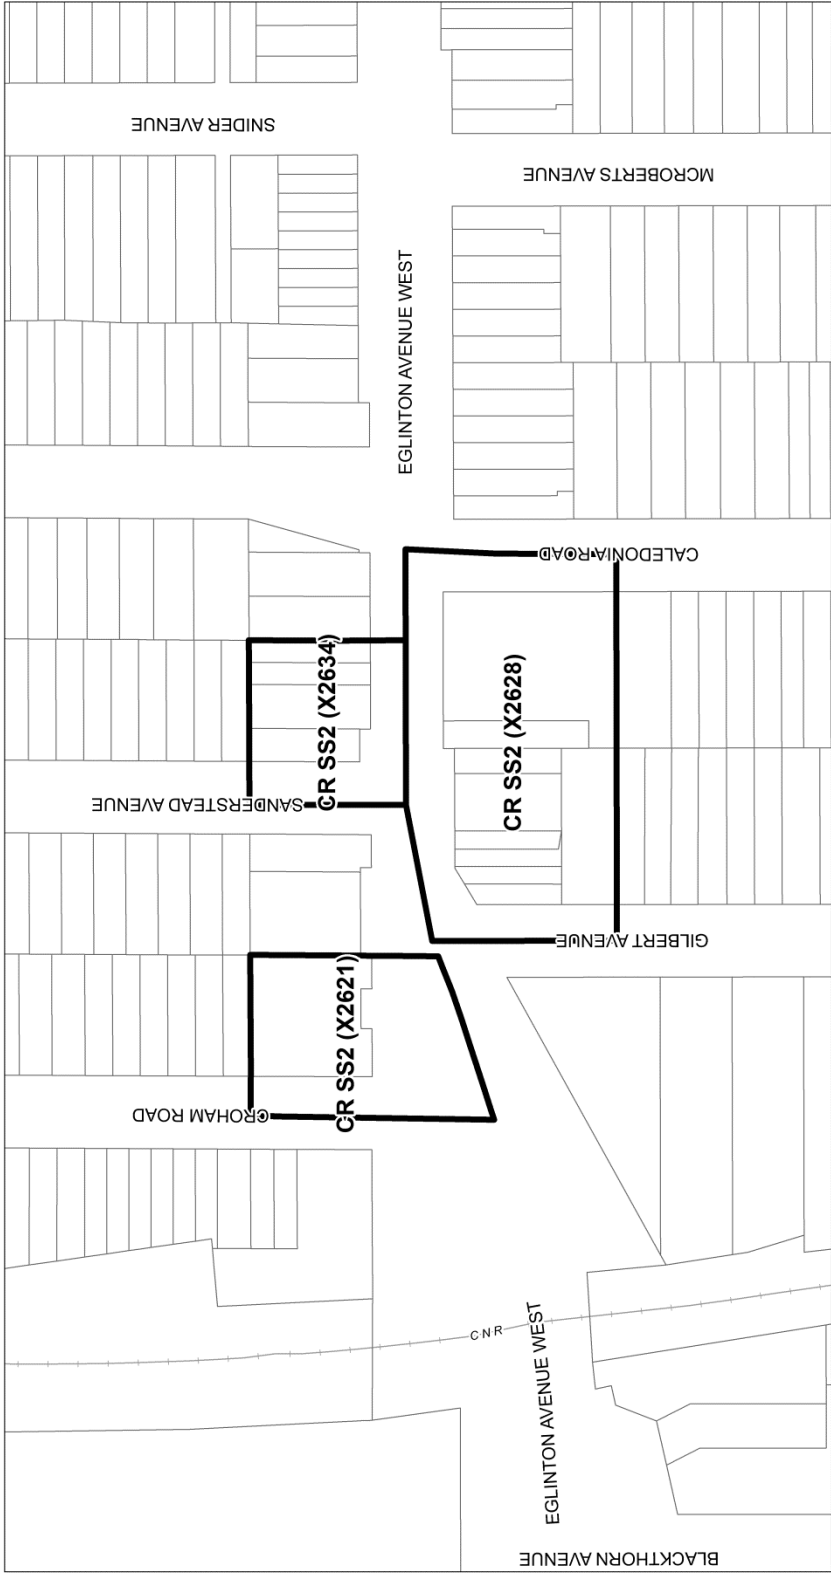 SNIDER AVENUE
MCROBERTS AVENUE
EGLINTON AVENUE WEST
CALEDONIA ROAD
CR SS2 (X2634)
CR SS2 (X2628)
SANDERSTEAD AVENUE
GILBERT AVENUE
CR SS2 (X2621)
CROHAM ROAD
CNR
EGLINTON AVENUE WEST
BLACKTHORN AVENUE